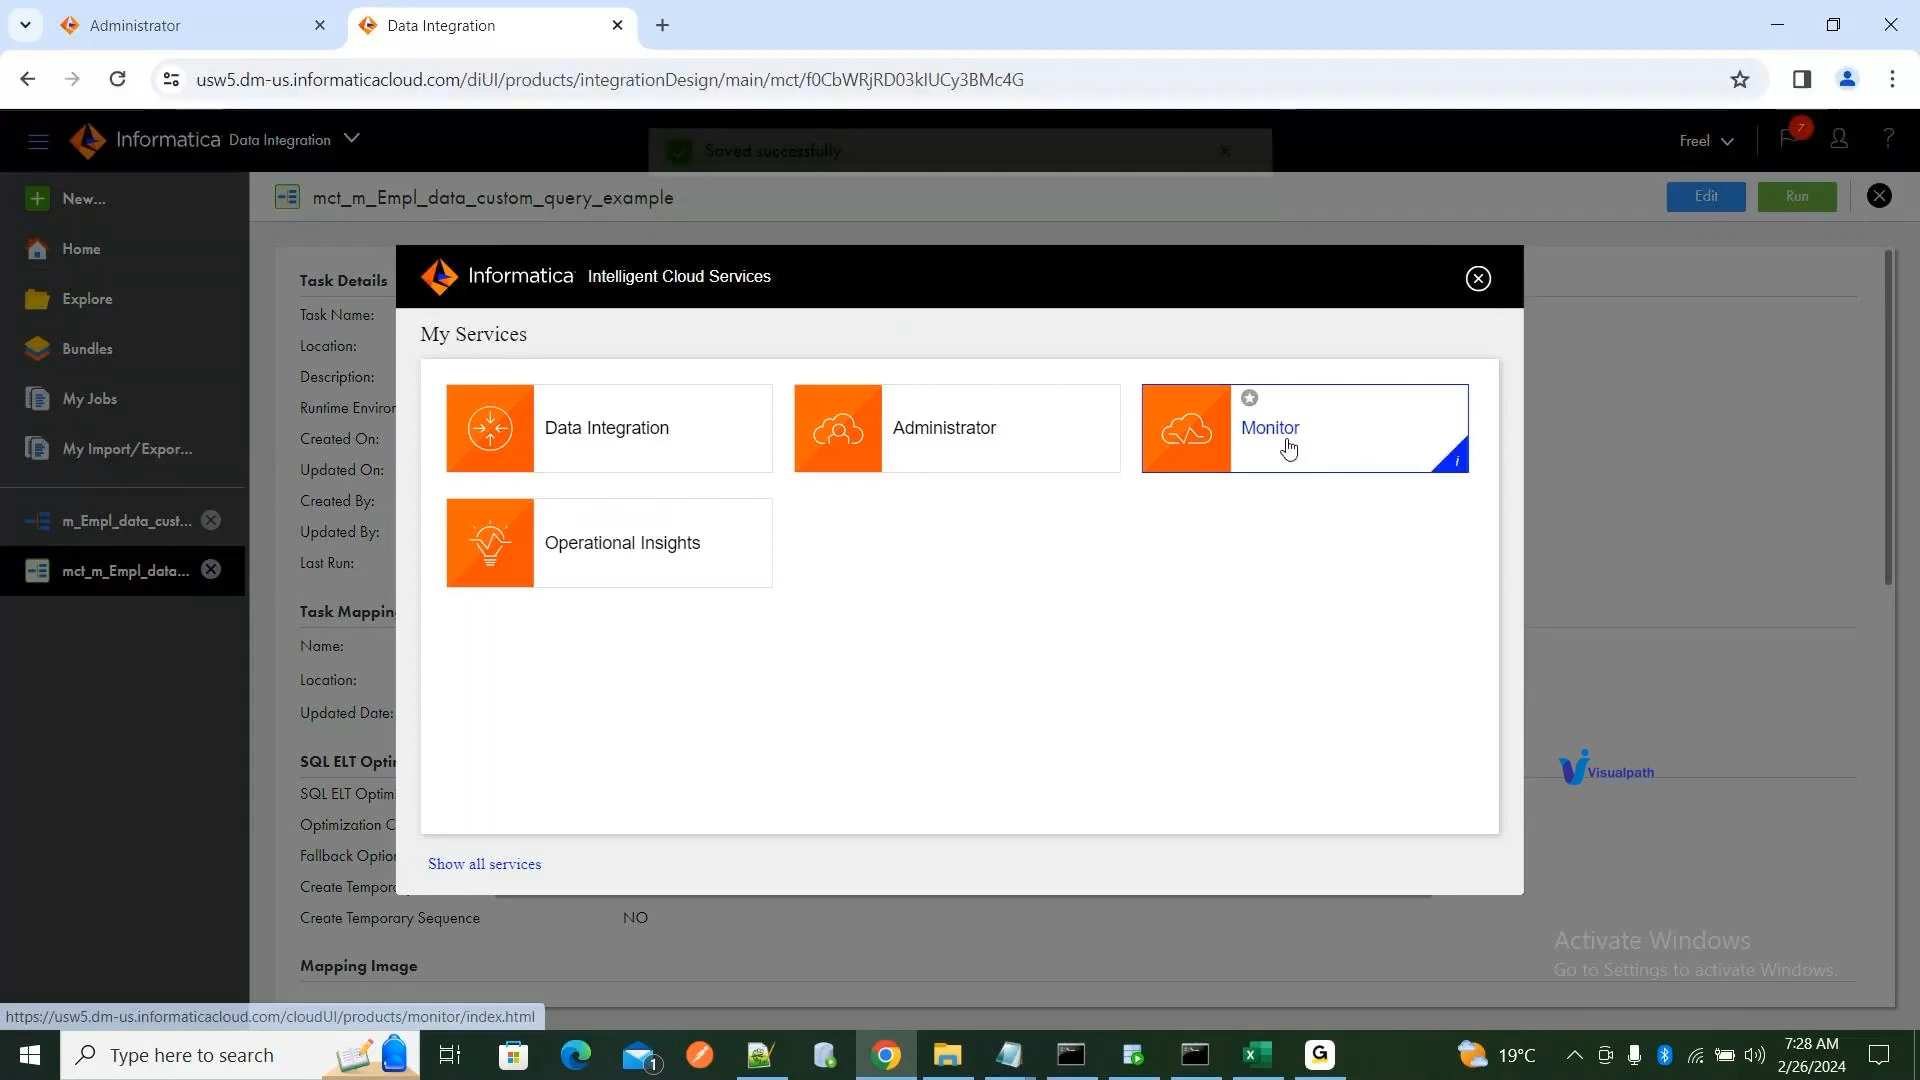 Administrator
Data Integration
usw5.dm-us.informaticacloud.com/diUI/products/integrationDesign/main/mct/f0CbWRjRD03kIUCy3BMc4G
Informatica Data Integration
Saved successfully
Freel
7
?
New...
Home
Explore
Bundles
My Jobs
My Import/Expor...
m_Empl_data_cust...
mct_m_Empl_data...
mct_m_Empl_data_custom_query_example
Edit
Run
Task Details
Task Name:
Location:
Description:
Runtime Enviror
Created On:
Updated On:
Created By:
Updated By:
Last Run:
Task Mapping
Name:
Location:
Updated Date:
SQL ELT Opti
SQL ELT Optim
Optimization C
Fallback Option
Create Tempor
Create Temporary Sequence NO
Mapping Image
Informatica Intelligent Cloud Services
My Services
Data Integration
Administrator
Monitor
i
Operational Insights
Show all services
Visualpath
Activate Windows
Go to Settings to activate Windows.
https://usw5.dm-us.informaticacloud.com/cloudUI/products/monitor/index.html
Type here to search
1
G
19°C
7:28 AM
2/26/2024